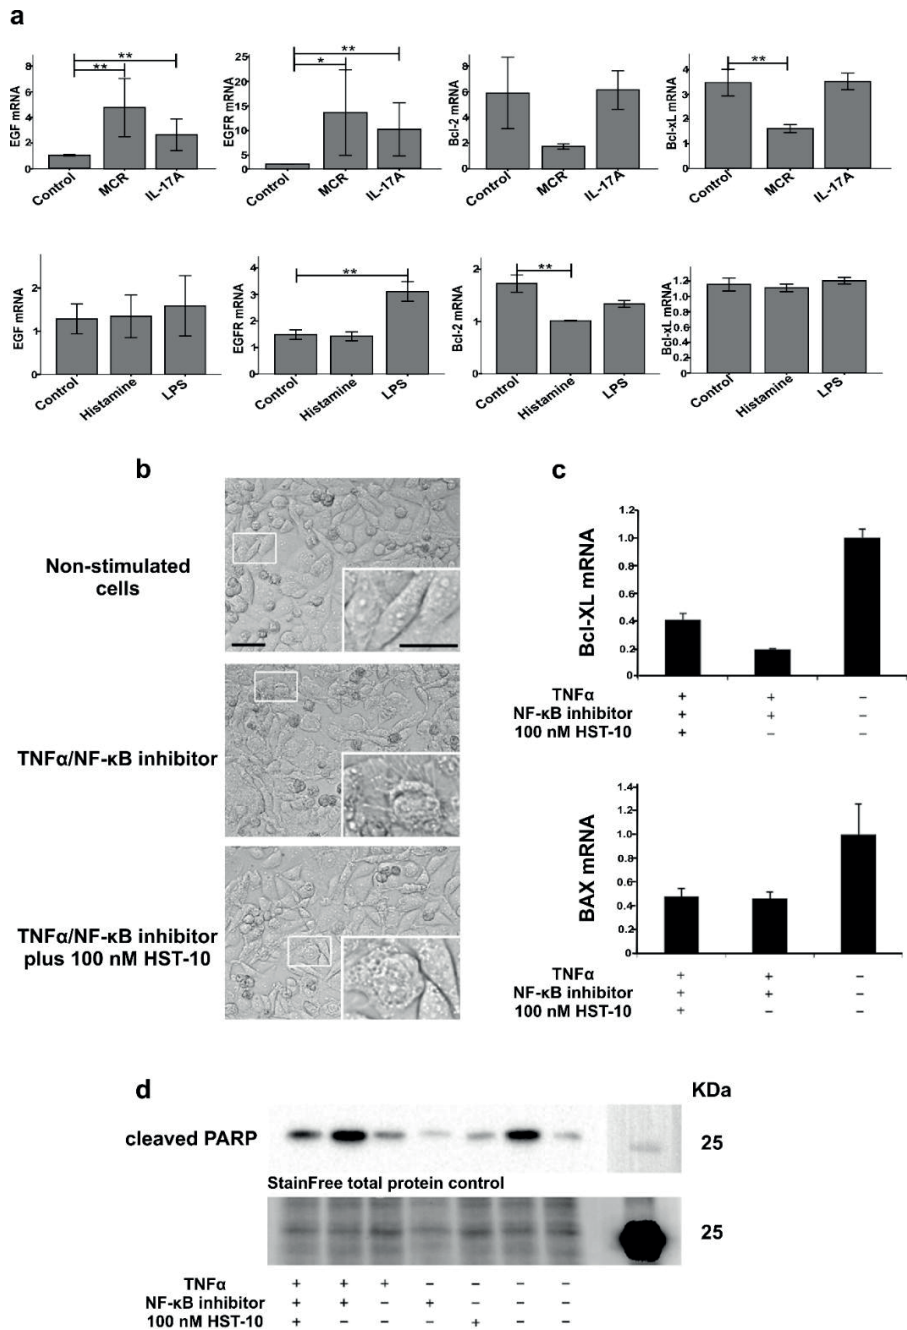 a
EGF mRNA
8
6
4
2
0
**
**
Control
MCR
IL-17A
EGFR mRNA
25
20
15
10
5
0
**
*
Control
MCR
IL-17A
Bcl-2 mRNA
8
6
4
2
0
Control
MCR
IL-17A
Bcl-xL mRNA
4
3
2
1
0
**
Control
MCR
IL-17A
EGF mRNA
2
1
0
Control
Histamine
LPS
EGFR mRNA
4
3
2
1
0
**
Control
Histamine
LPS
Bcl-2 mRNA
2
1
0
**
Control
Histamine
LPS
Bcl-xL mRNA
1.2
1.0
0.8
0.6
0.4
0.2
0
Control
Histamine
LPS
b
Non-stimulated
cells
TNFα/NF-κB inhibitor
TNFα/NF-κB inhibitor
plus 100 nM HST-10
c
Bcl-XL mRNA
1.2
1.0
0.8
0.6
0.4
0.2
0
TNFα + + −
NF-κB inhibitor + + −
100 nM HST-10 + − −
BAX mRNA
1.4
1.2
1.0
0.8
0.6
0.4
0.2
0
TNFα + + −
NF-κB inhibitor + + −
100 nM HST-10 + − −
d
KDa
cleaved PARP
25
StainFree total protein control
25
TNFα + + + − − − −
NF-κB inhibitor + + − + − − −
100 nM HST-10 + − − − + − −